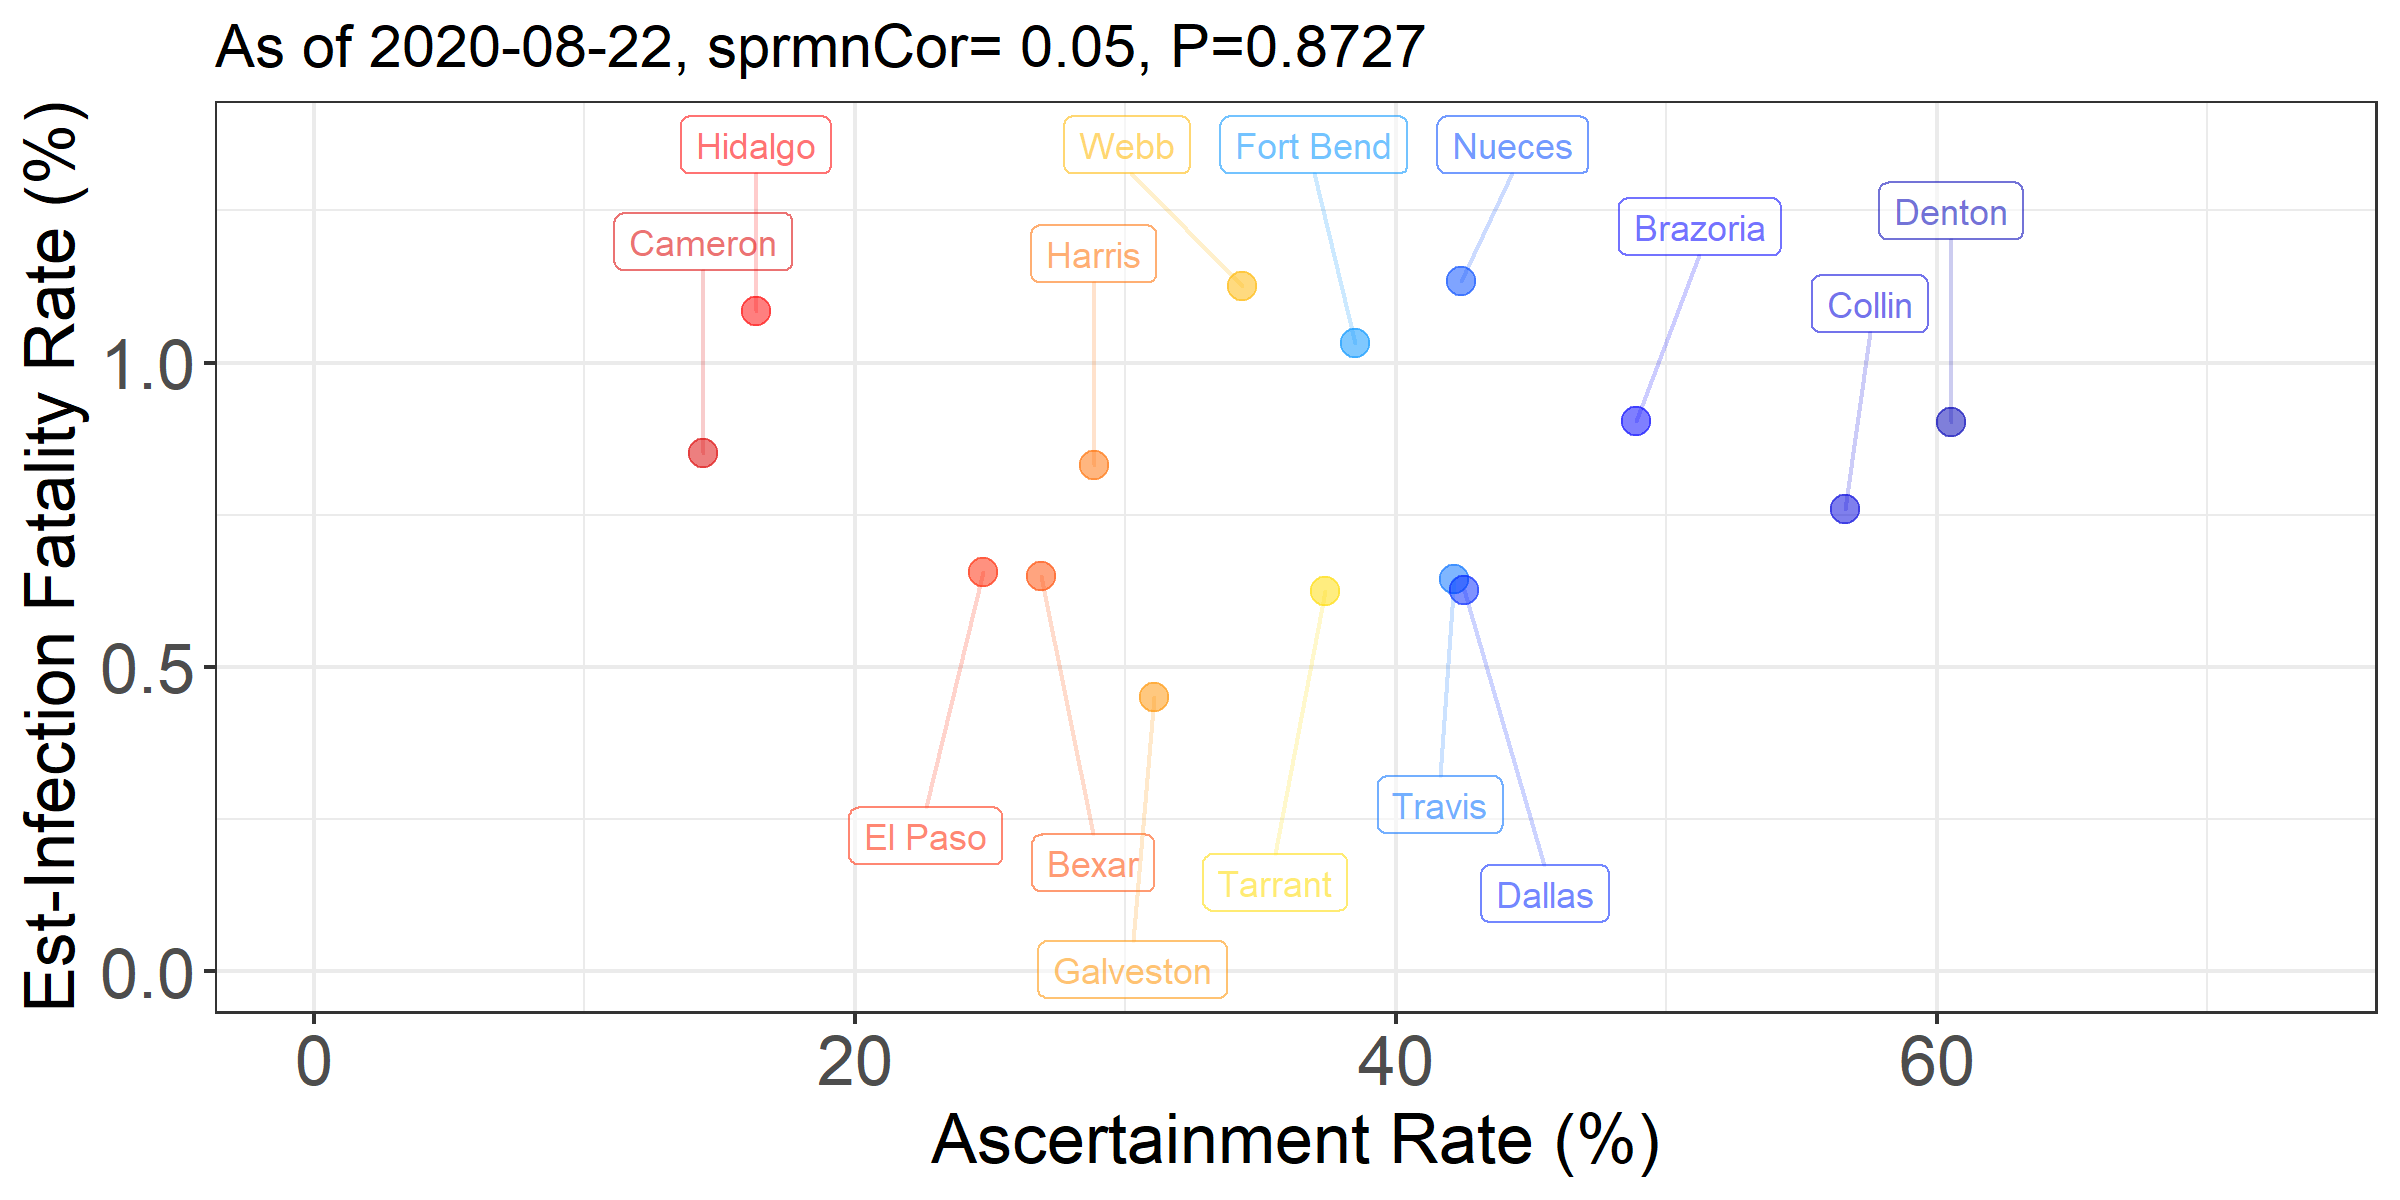 As of 2020-08-22, sprmnCor= 0.05, P=0.8727
Est-Infection Fatality Rate (%)
1.0
0.5
0.0
Hidalgo
Webb
Fort Bend
Nueces
Denton
Brazoria
Cameron
Harris
Collin
Travis
El Paso
Bexar
Tarrant
Dallas
Galveston
0
20
40
60
Ascertainment Rate (%)